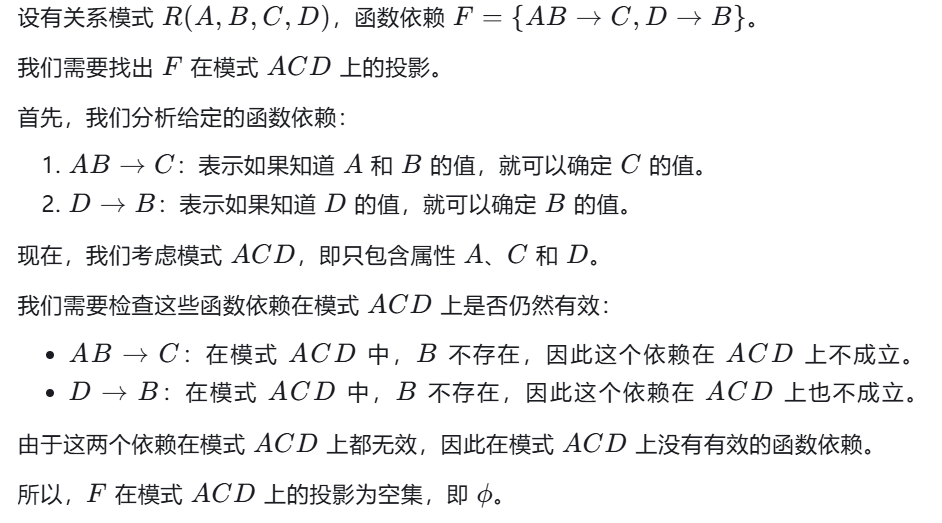 设有关系模式 R(A, B, C, D)，函数依赖 F = {AB → C, D → B}。
我们需要找出 F 在模式 ACD 上的投影。
首先，我们分析给定的函数依赖：
1. AB → C：表示如果知道 A 和 B 的值，就可以确定 C 的值。
2. D → B：表示如果知道 D 的值，就可以确定 B 的值。
现在，我们考虑模式 ACD，即只包含属性 A、C 和 D。
我们需要检查这些函数依赖在模式 ACD 上是否仍然有效：
• AB → C：在模式 ACD 中，B 不存在，因此这个依赖在 ACD 上不成立。
• D → B：在模式 ACD 中，B 不存在，因此这个依赖在 ACD 上也不成立。
由于这两个依赖在模式 ACD 上都无效，因此在模式 ACD 上没有有效的函数依赖。
所以，F 在模式 ACD 上的投影为空集，即 ϕ。